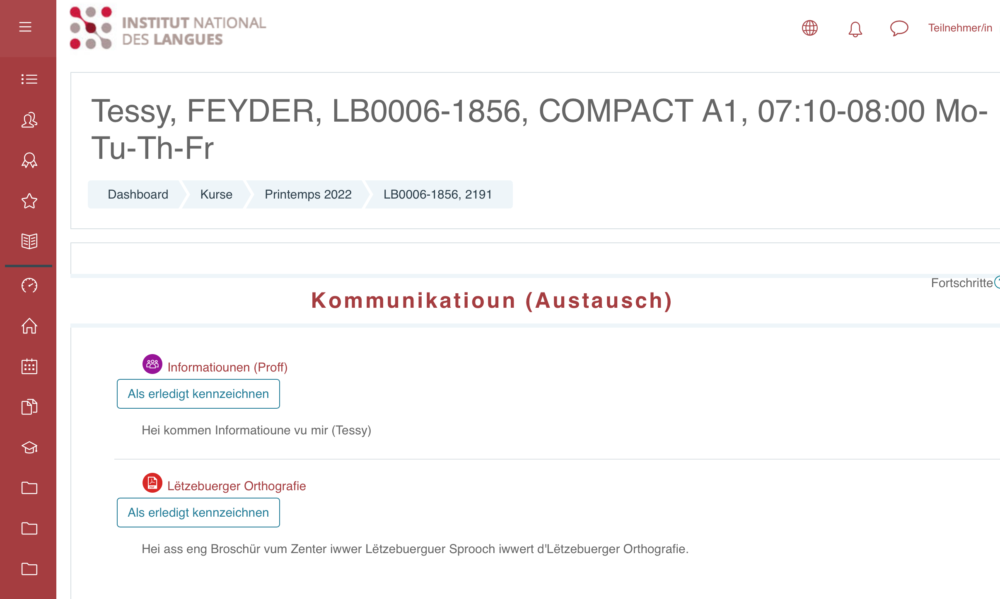 INSTITUT NATIONAL
DES LANGUES
Teilnehmer/in
Tessy, FEYDER, LB0006-1856, COMPACT A1, 07:10-08:00 Mo-
Tu-Th-Fr
Dashboard Kurse Printemps 2022 LB0006-1856, 2191
Fortschritte
Kommunikatioun (Austausch)
Informatiounen (Proff)
Als erledigt kennzeichnen
Hei kommen Informatioune vu mir (Tessy)
PDF
Lëtzebuerger Orthografie
Als erledigt kennzeichnen
Hei ass eng Broschür vum Zenter iwwer Lëtzebuerguer Sprooch iwwert d'Lëtzebuerger Orthografie.